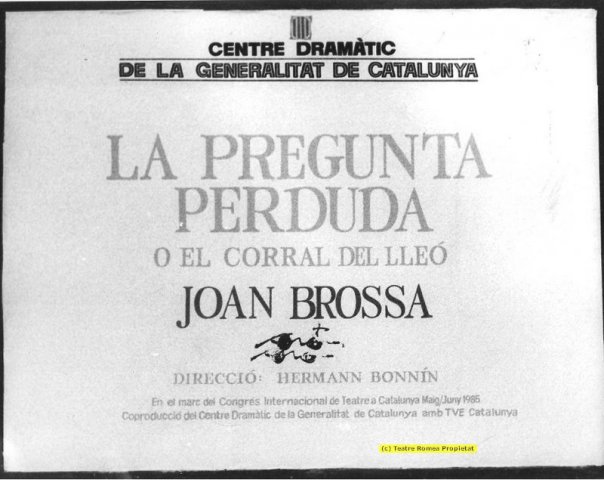 CENTRE DRAMÀTIC
DE LA GENERALITAT DE CATALUNYA
LA PREGUNTA
PERDUDA
O EL CORRAL DEL LLEÓ
JOAN BROSSA
DIRECCIÓ: HERMANN BONNÍN
En el marc del Congrés Internacional de Teatre a Catalunya Maig/Juny 1985
Coproducció del Centre Dramàtic de la Generalitat de Catalunya amb TVE Catalunya
(c) Teatre Romea Propietat